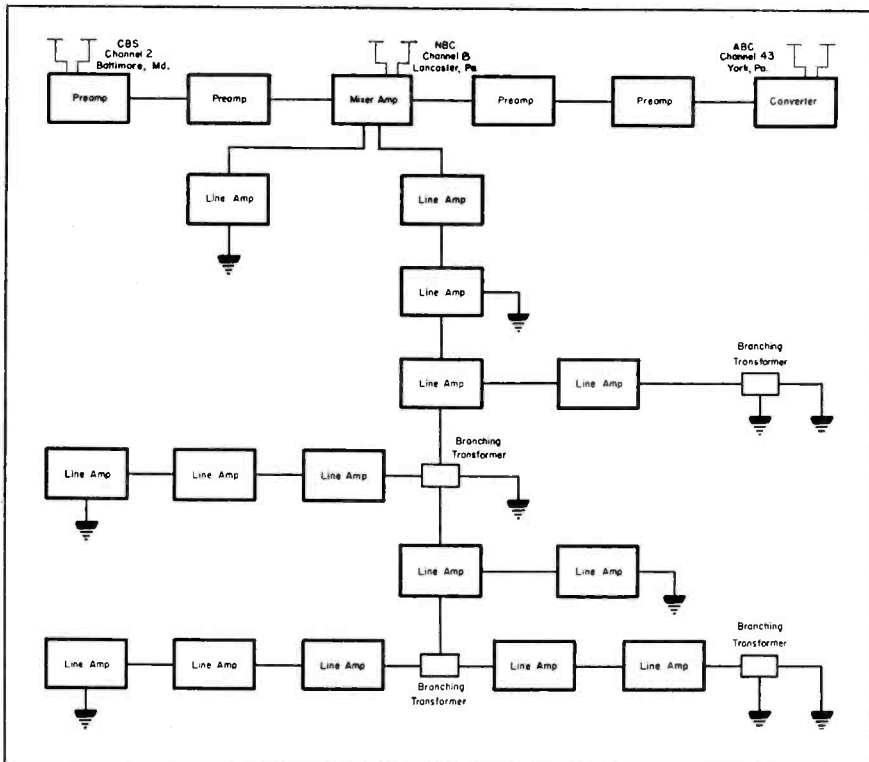 CBS
Channel 2
Baltimore, Md.
NBC
Channel 8
Lancaster, Pa.
ABC
Channel 43
York, Pa.
Preamp
Preamp
Mixer Amp
Preamp
Preamp
Converter
Line Amp
Line Amp
Line Amp
Branching
Transformer
Line Amp
Line Amp
Branching
Transformer
Line Amp
Line Amp
Line Amp
Line Amp
Line Amp
Branching
Transformer
Line Amp
Line Amp
Line Amp
Line Amp
Line Amp
Branching
Transformer